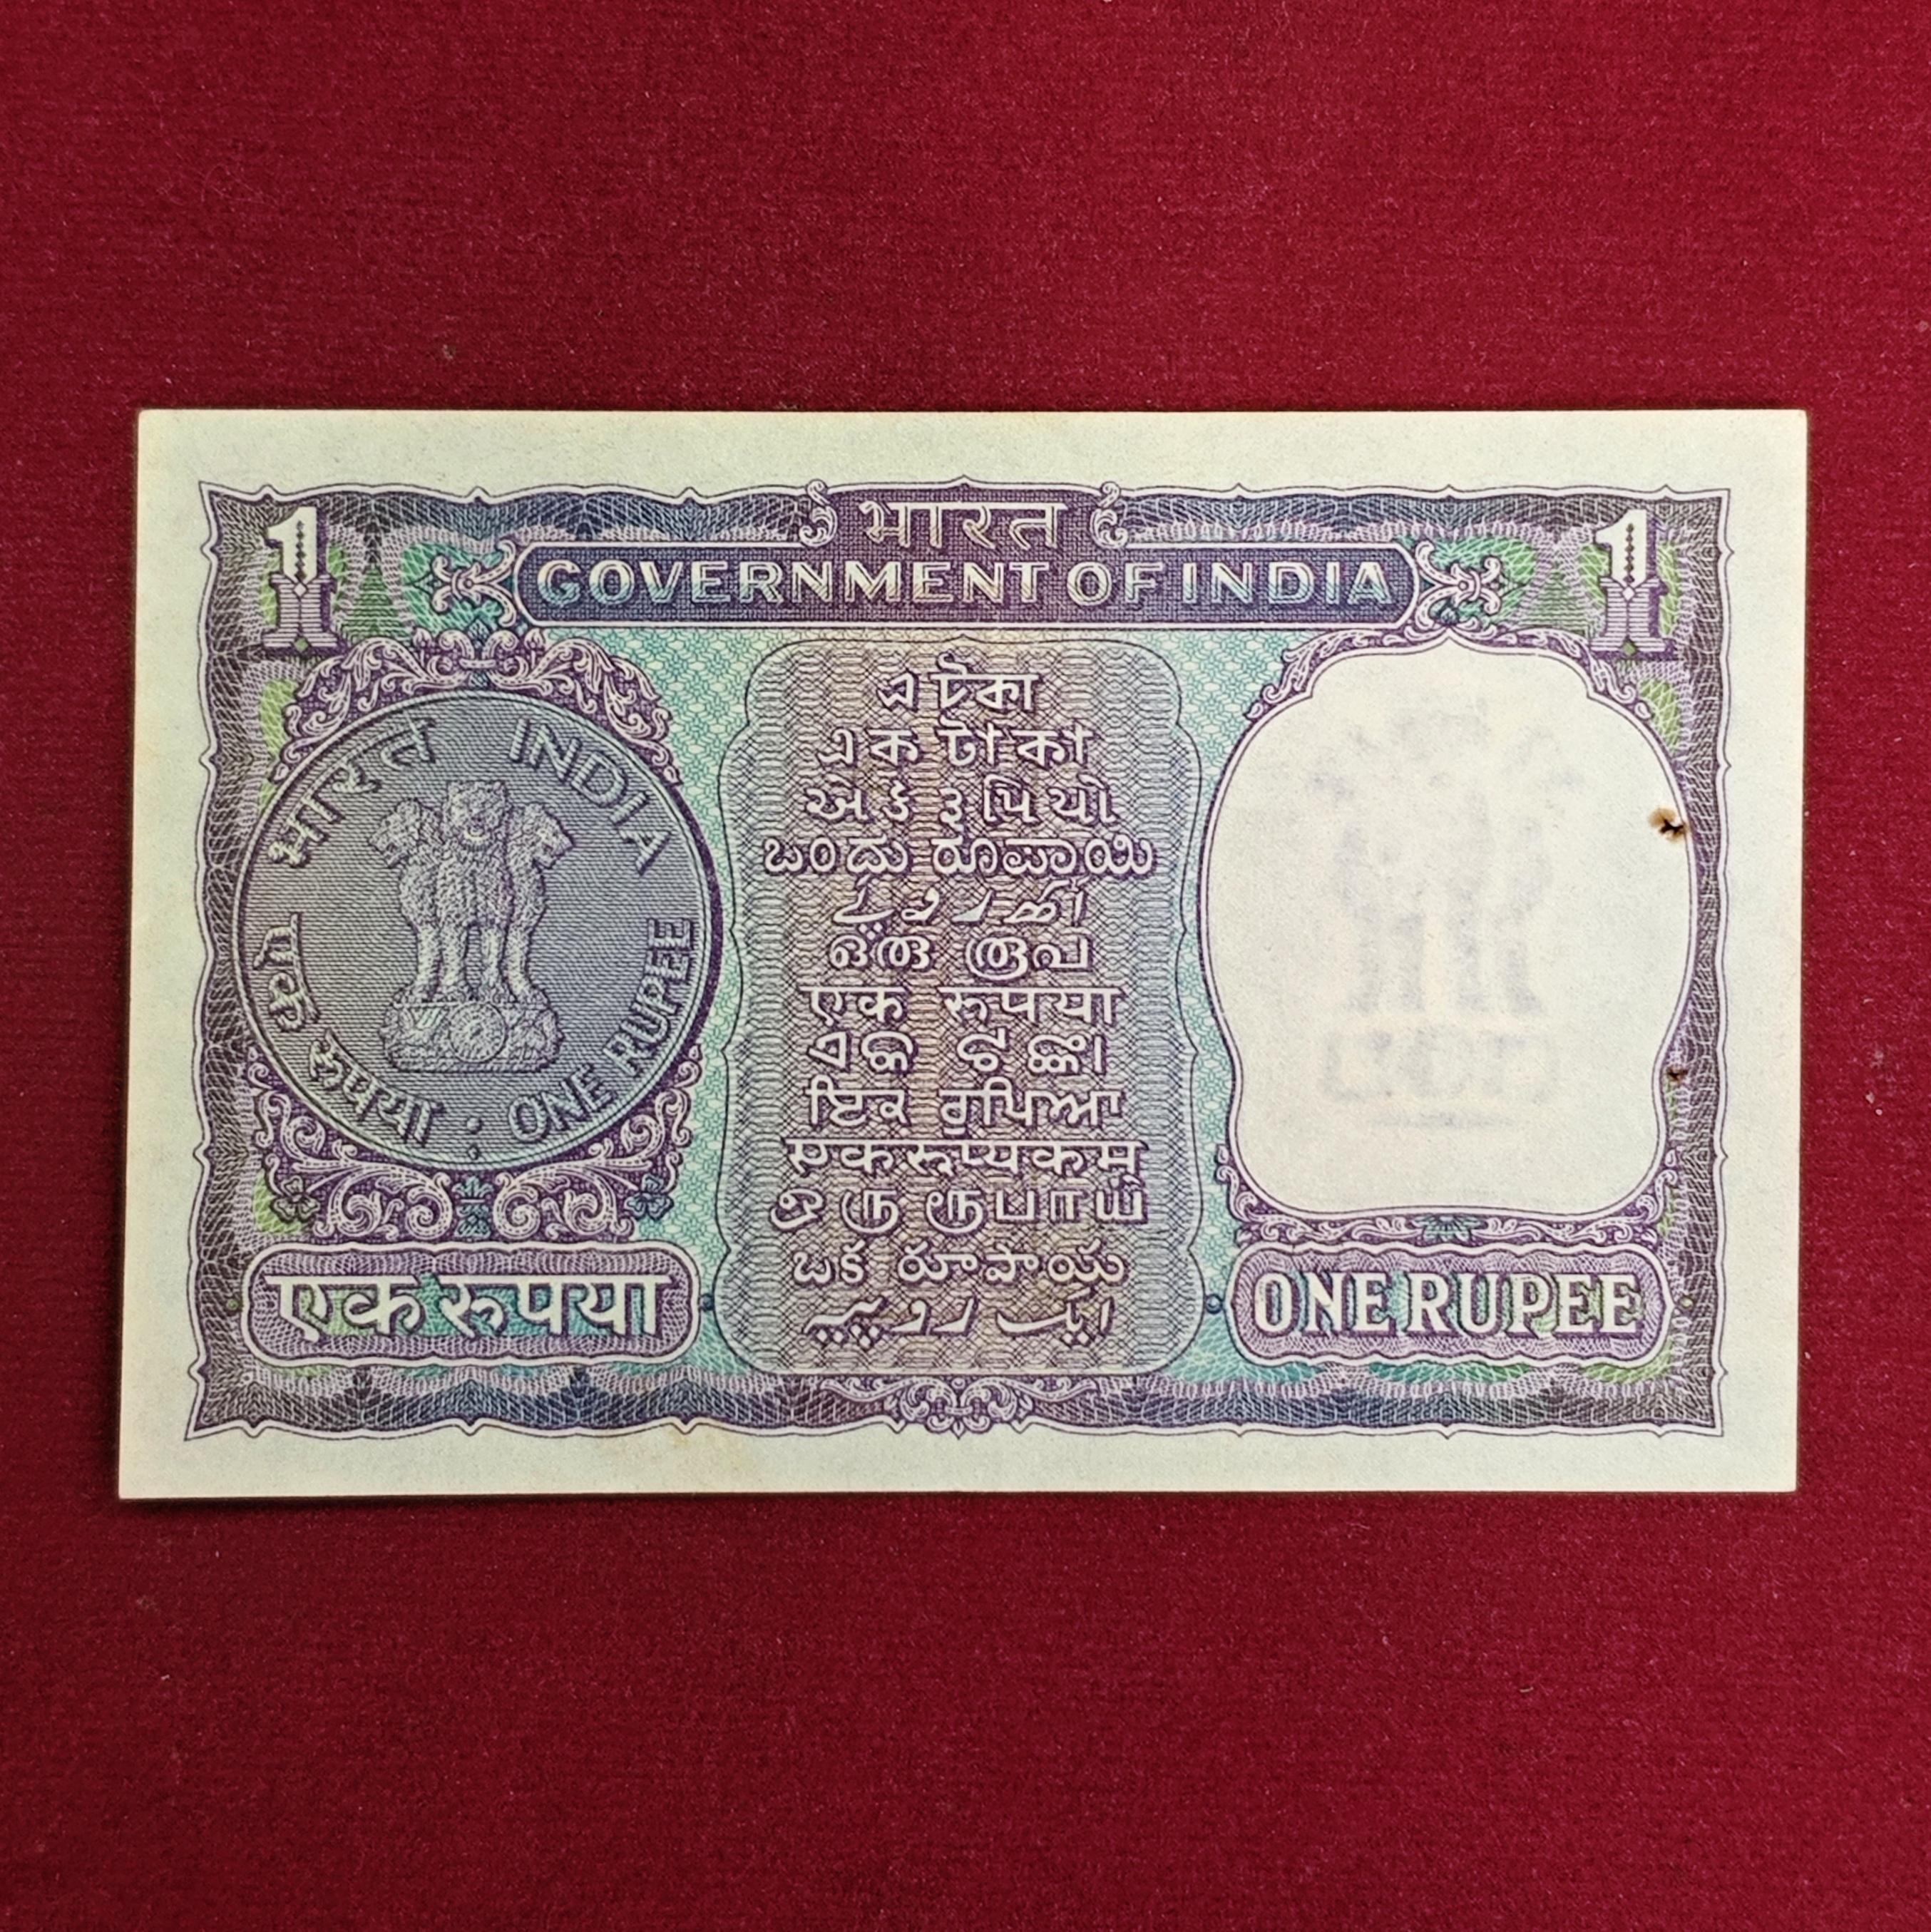 1 भारत 1
GOVERNMENT OF INDIA
भारत INDIA
एक रुपया : ONE RUPEE
এ টকা
এক টাকা
એક રૂપિયો
ಒಂದು ರೂಪಾಯಿ
اکھ روپے
ഒരു രൂപ
एक रुपया
ଏକ ଟଙ୍କା
ਇਕ ਰੁਪਿਆ
एकरूप्यकम्
ஒரு ரூபாய்
ఒక రూపాయ
ایک روپیہ
एक रुपया
ONE RUPEE